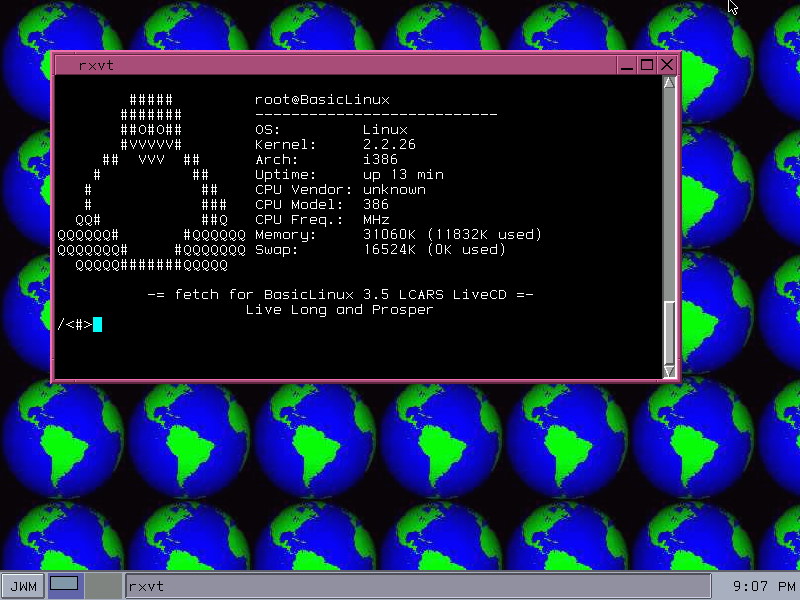 rxvt
##### root@BasicLinux
####### ---------------------------
##O#O## OS: Linux
#VVVVV# Kernel: 2.2.26
## VVV ## Arch: i386
# ## Uptime: up 13 min
# ## CPU Vendor: unknown
# ### CPU Model: 386
QQ# ##Q CPU Freq.: MHz
QQQQQQ# #QQQQQQ Memory: 31060K (11832K used)
QQQQQQQ# #QQQQQQQ Swap: 16524K (0K used)
QQQQQ#######QQQQQ
-= fetch for BasicLinux 3.5 LCARS LiveCD =-
Live Long and Prosper
/<#>
JWM rxvt 9:07 PM